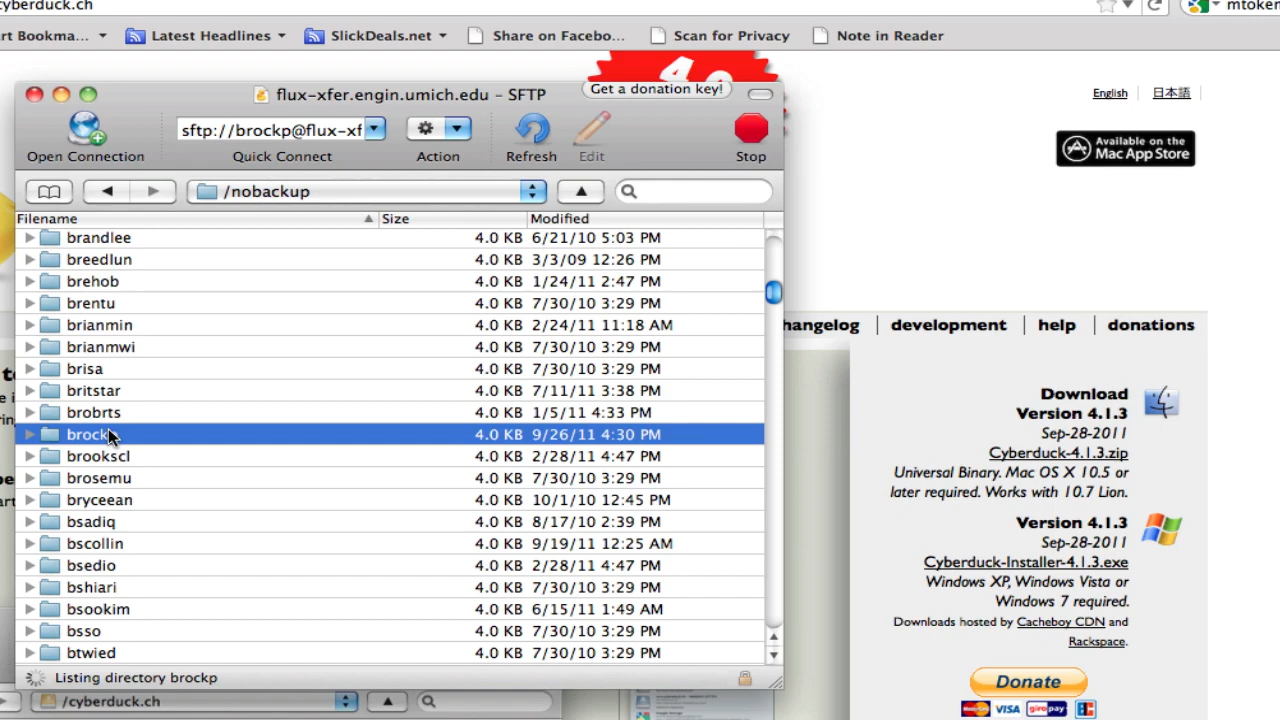 cyberduck.ch
mtoken
rt Bookma...
Latest Headlines
SlickDeals.net
Share on Facebo...
Scan for Privacy
Note in Reader
4.0
flux-xfer.engin.umich.edu – SFTP
Get a donation key!
English
日本語
sftp://brockp@flux-xf
Open Connection
Quick Connect
Action
Refresh
Edit
Stop
Available on the
Mac App Store
/nobackup
Filename Size Modified
brandlee 4.0 KB 6/21/10 5:03 PM
breedlun 4.0 KB 3/3/09 12:26 PM
brehob 4.0 KB 1/24/11 2:47 PM
brentu 4.0 KB 7/30/10 3:29 PM
brianmin 4.0 KB 2/24/11 11:18 AM
brianmwi 4.0 KB 7/30/10 3:29 PM
brisa 4.0 KB 7/30/10 3:29 PM
britstar 4.0 KB 7/11/11 3:38 PM
brobrts 4.0 KB 1/5/11 4:33 PM
brockp 4.0 KB 9/26/11 4:30 PM
brookscl 4.0 KB 2/28/11 4:47 PM
brosemu 4.0 KB 7/30/10 3:29 PM
bryceean 4.0 KB 10/1/10 12:45 PM
bsadiq 4.0 KB 8/17/10 2:39 PM
bscollin 4.0 KB 9/19/11 12:25 AM
bsedio 4.0 KB 2/28/11 4:47 PM
bshiari 4.0 KB 7/30/10 3:29 PM
bsookim 4.0 KB 6/15/11 1:49 AM
bsso 4.0 KB 7/30/10 3:29 PM
btwied 4.0 KB 7/30/10 3:29 PM
Listing directory brockp
/cyberduck.ch
hangelog
development
help
donations
Download
Version 4.1.3
Sep-28-2011
Cyberduck-4.1.3.zip
Universal Binary. Mac OS X 10.5 or
later required. Works with 10.7 Lion.
Version 4.1.3
Sep-28-2011
Cyberduck-Installer-4.1.3.exe
Windows XP, Windows Vista or
Windows 7 required.
Downloads hosted by Cacheboy CDN and
Rackspace.
Donate
VISA
giropay